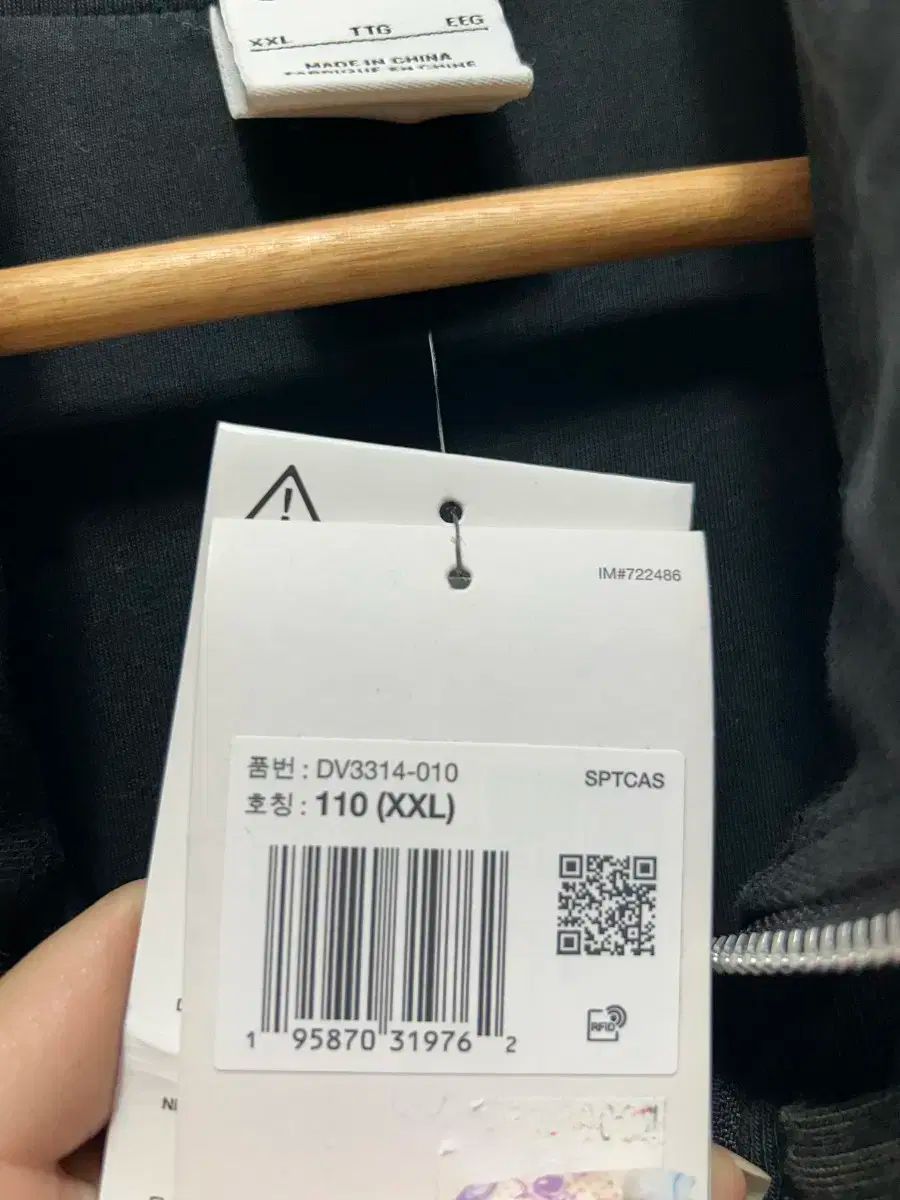 XXL TTG EEG
MADE IN CHINA
FABRIQUE EN CHINE
IM#722486
품번 : DV3314-010
SPTCAS
호칭 : 110 (XXL)
RFID
1 95870 31976 2